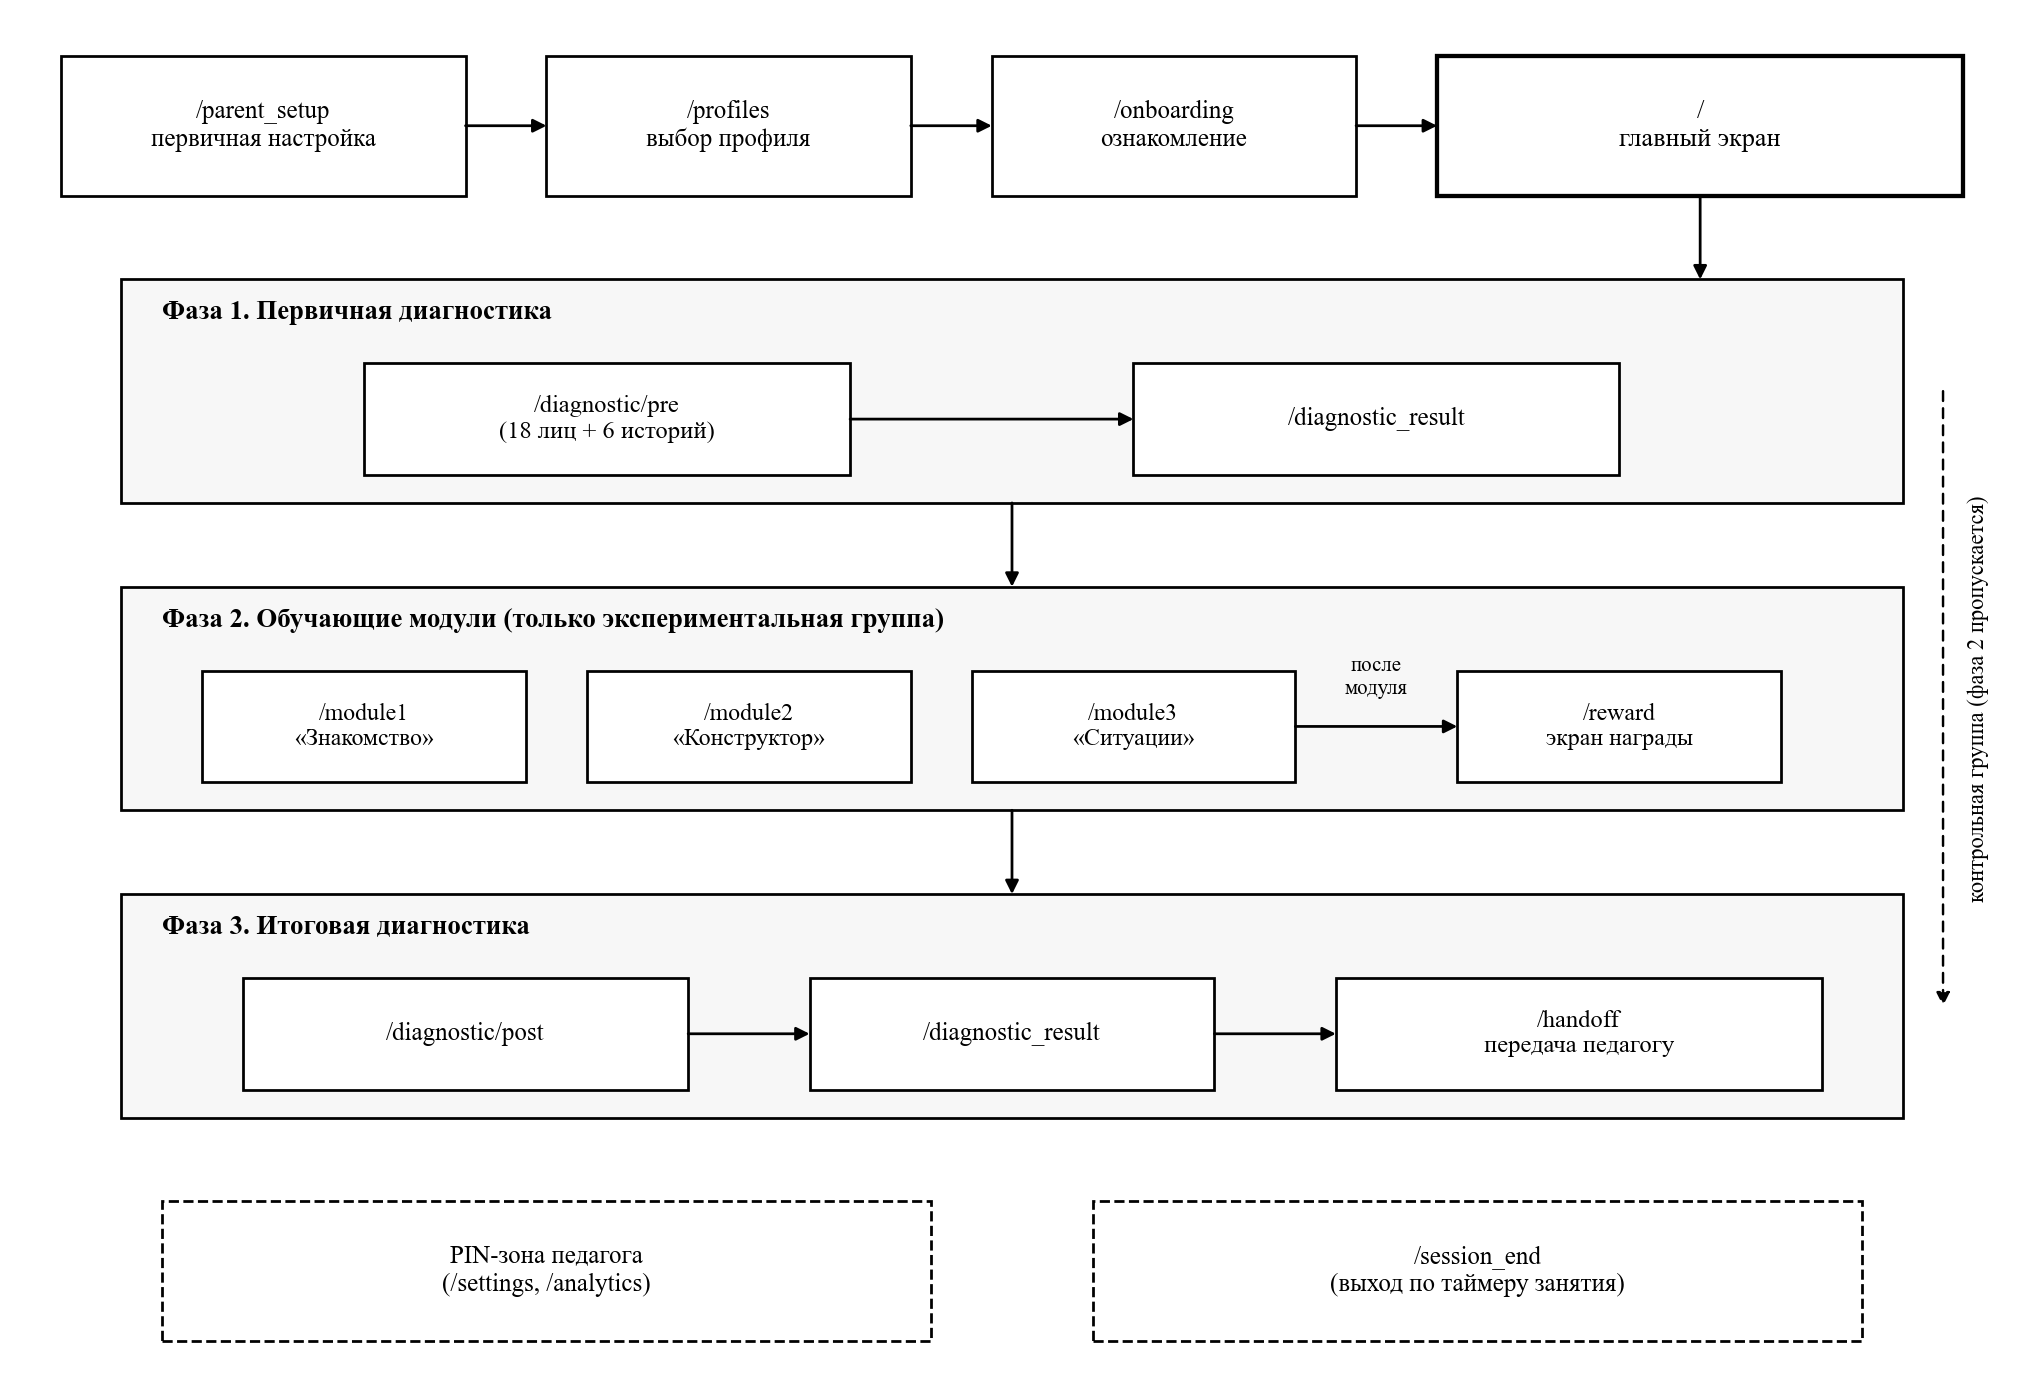 /parent_setup
первичная настройка
/profiles
выбор профиля
/onboarding
ознакомление
/
главный экран
Фаза 1. Первичная диагностика
/diagnostic/pre
(18 лиц + 6 историй)
/diagnostic_result
контрольная группа (фаза 2 пропускается)
Фаза 2. Обучающие модули (только экспериментальная группа)
/module1
«Знакомство»
/module2
«Конструктор»
/module3
«Ситуации»
после
модуля
/reward
экран награды
Фаза 3. Итоговая диагностика
/diagnostic/post
/diagnostic_result
/handoff
передача педагогу
PIN-зона педагога
(/settings, /analytics)
/session_end
(выход по таймеру занятия)